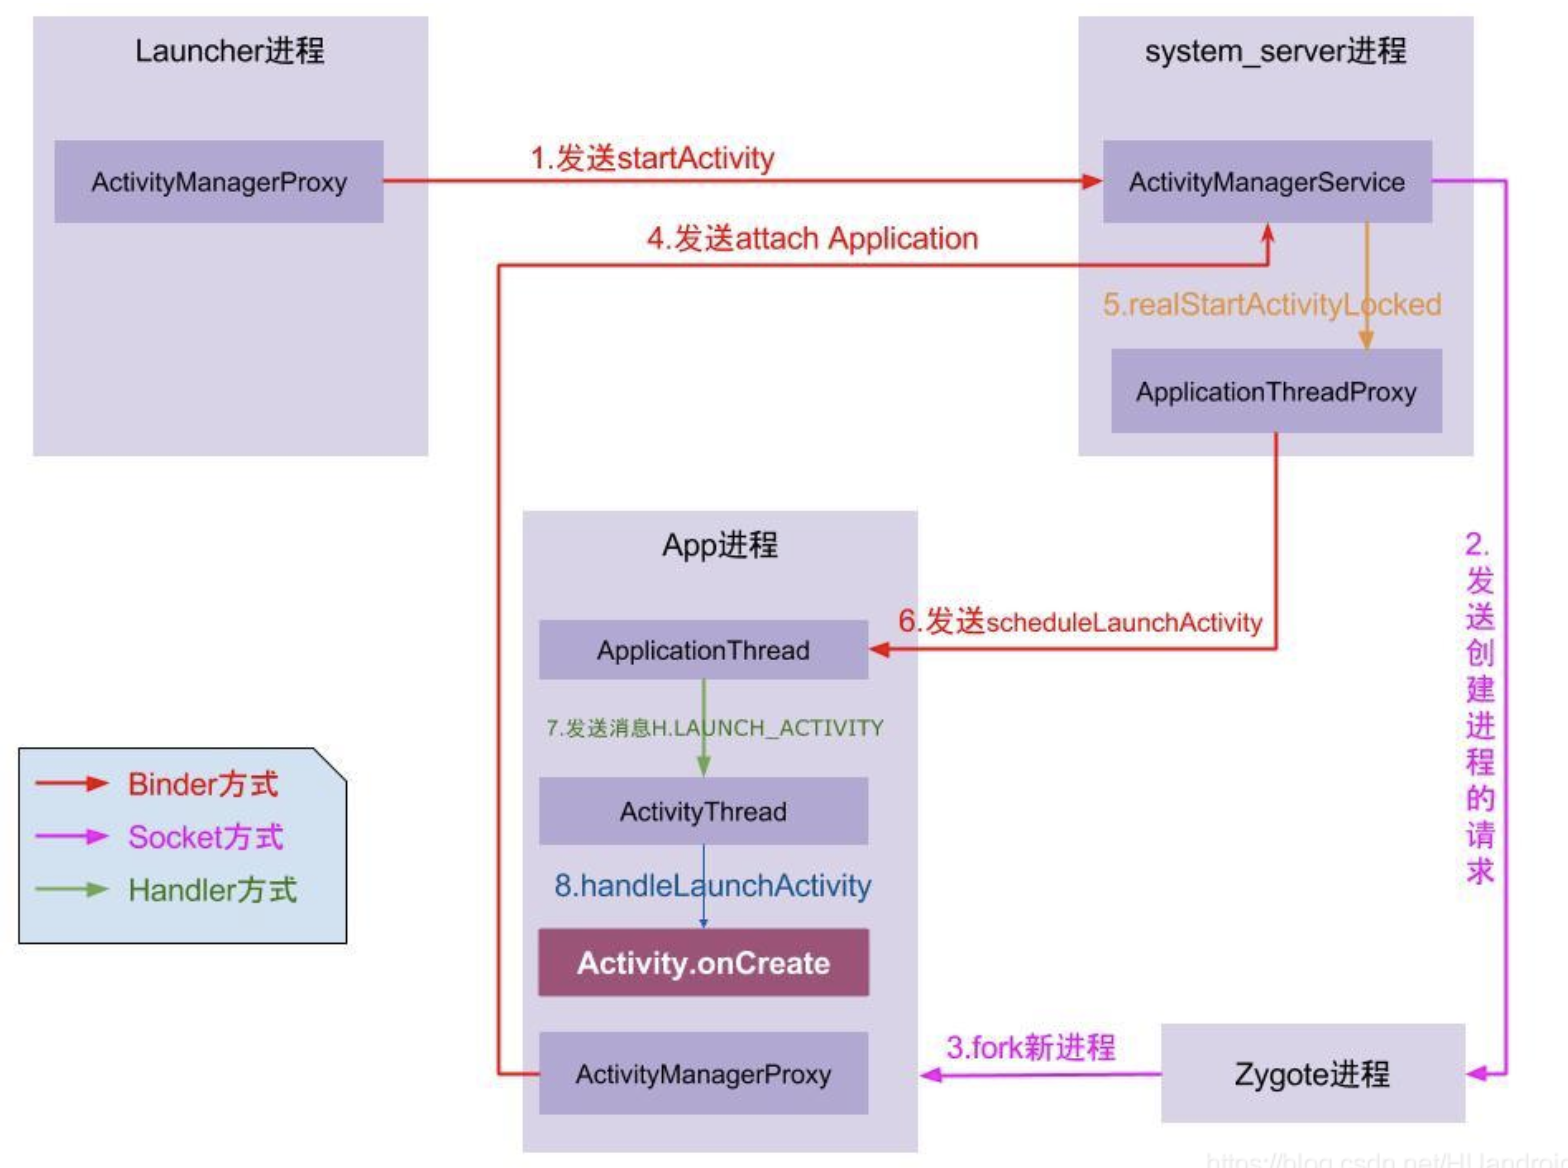 Launcher进程
system_server进程
ActivityManagerProxy
1.发送startActivity
ActivityManagerService
4.发送attach Application
5.realStartActivityLocked
ApplicationThreadProxy
App进程
2.发送创建进程的请求
ApplicationThread
6.发送scheduleLaunchActivity
7.发送消息H.LAUNCH_ACTIVITY
Binder方式
Socket方式
Handler方式
ActivityThread
8.handleLaunchActivity
Activity.onCreate
ActivityManagerProxy
3.fork新进程
Zygote进程